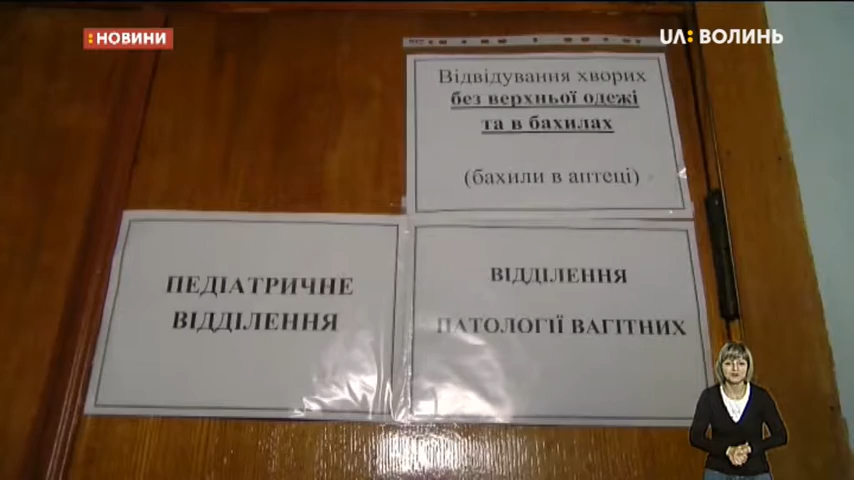 :НОВИНИ
UA: ВОЛИНЬ
Відвідування хворих
без верхньої одежі
та в бахилах
(бахили в аптеці)
ПЕДІАТРИЧНЕ
ВІДДІЛЕННЯ
ВІДДІЛЕННЯ
ПАТОЛОГІЇ ВАГІТНИХ